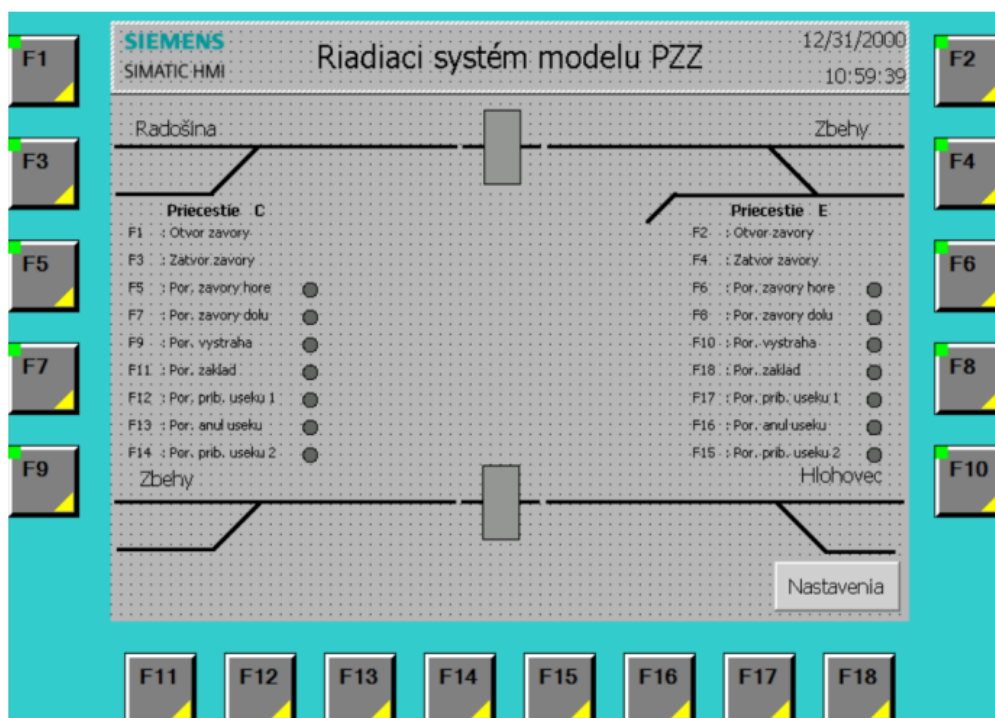 F1
F3
F5
F7
F9
SIEMENS
SIMATIC HMI
Riadiaci systém modelu PZZ
12/31/2000
10:59:39
Radošina
Zbehy
Priecestie C
F1 : Otvor zavory
F3 : Zatvor zavory
F5 : Por. zavory hore
F7 : Por. zavory dolu
F9 : Por. vystraha
F11 : Por. zaklad
F12 : Por. prib. useku 1
F13 : Por. anul useku
F14 : Por. prib. useku 2
Priecestie E
F2 : Otvor zavory
F4 : Zatvor zavory
F6 : Por. zavory hore
F8 : Por. zavory dolu
F10 : Por. vystraha
F18 : Por. zaklad
F17 : Por. prib. useku 1
F16 : Por. anul useku
F15 : Por. prib. useku 2
Zbehy
Hlohovec
Nastavenia
F2
F4
F6
F8
F10
F11 F12 F13 F14 F15 F16 F17 F18